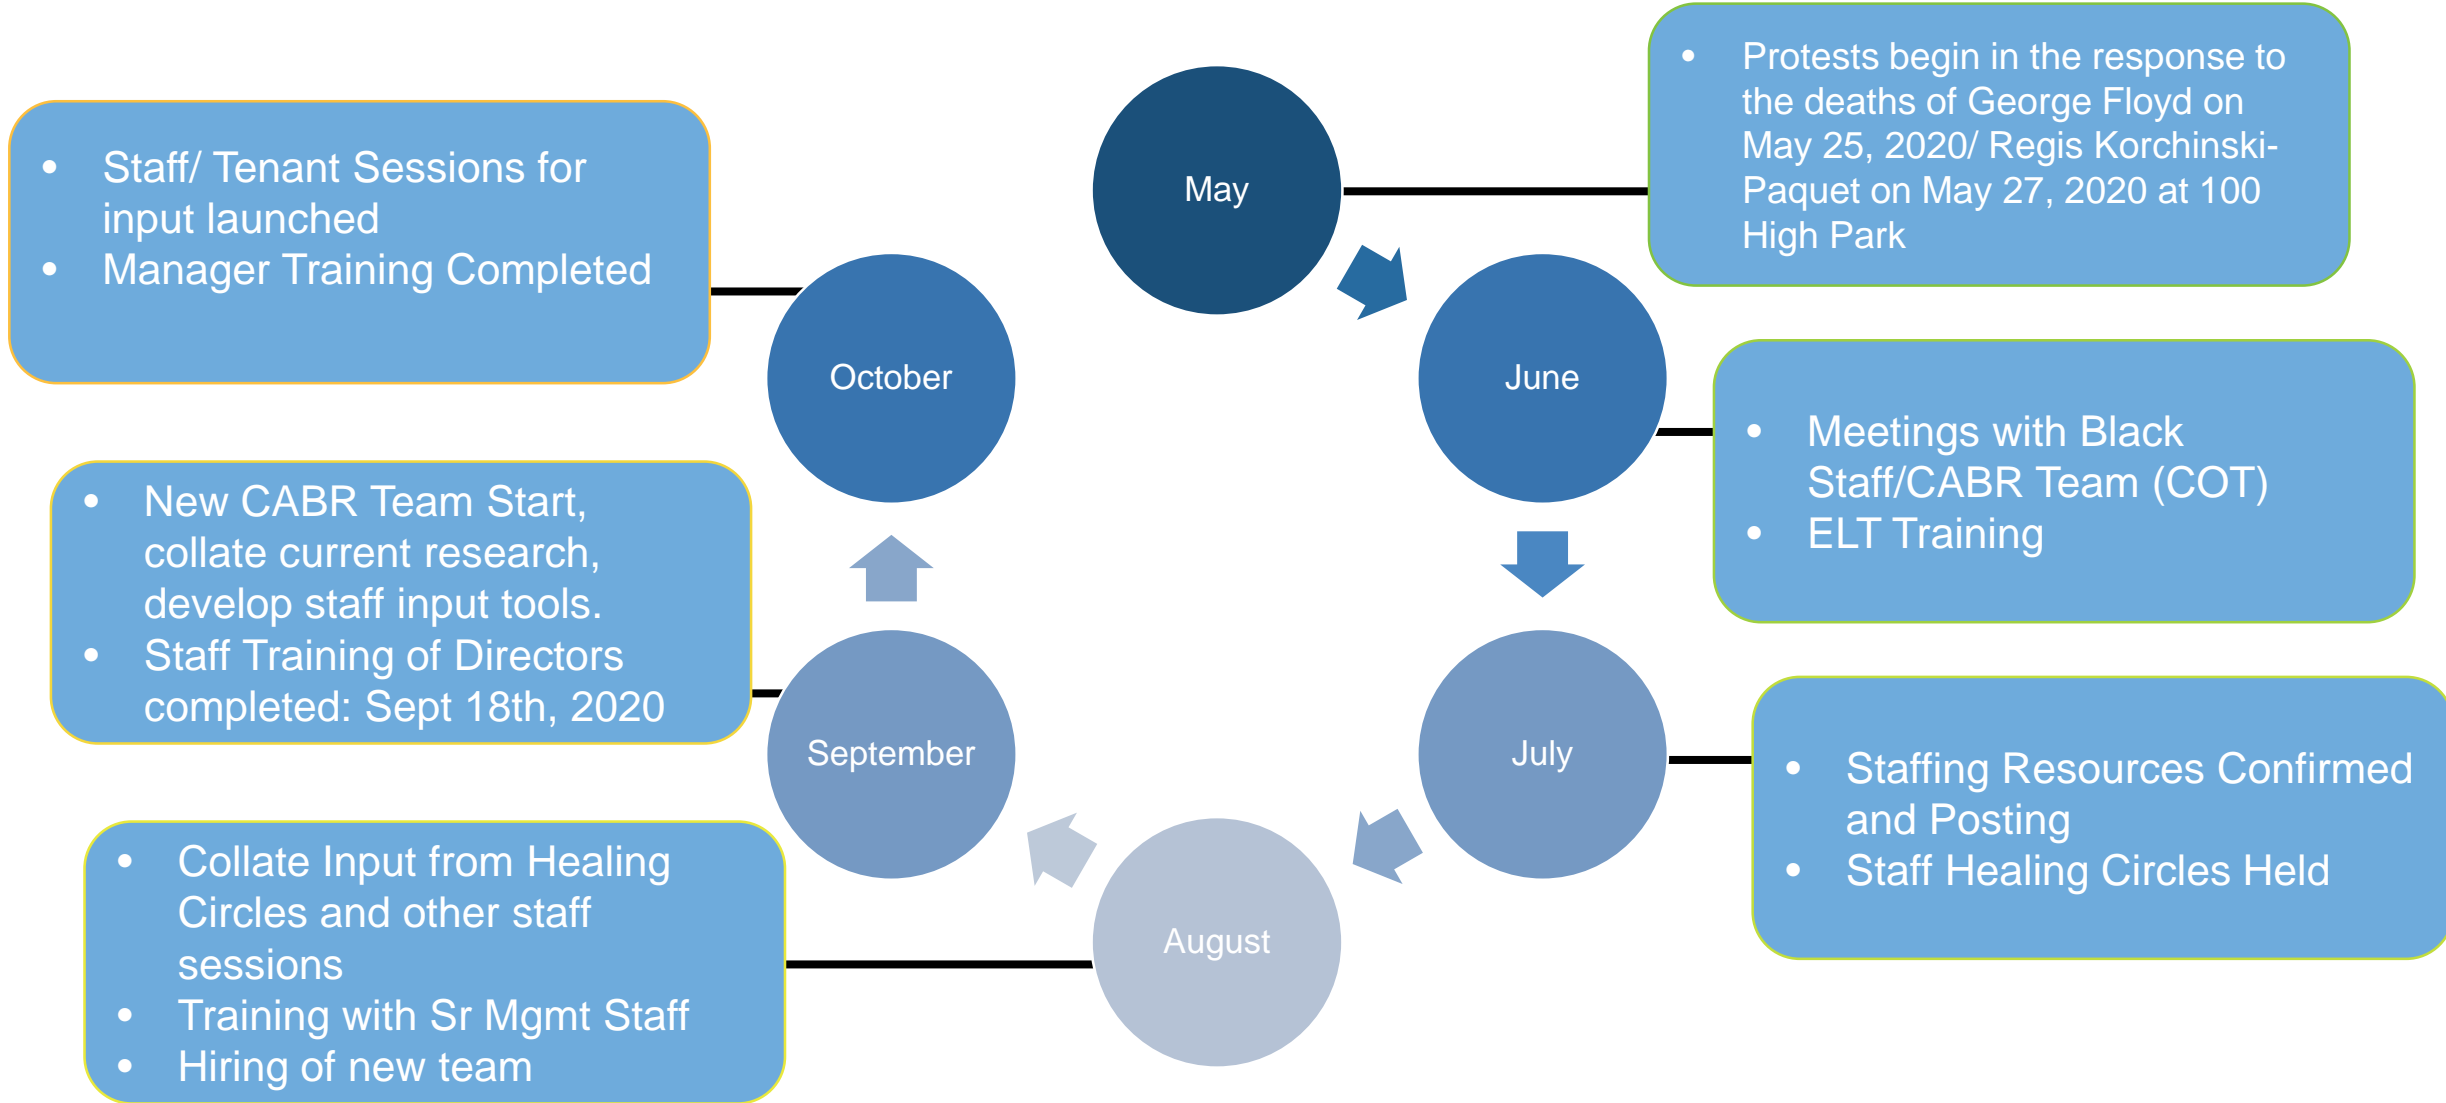 May
• Protests begin in the response to
the deaths of George Floyd on
May 25, 2020/ Regis Korchinski-
Paquet on May 27, 2020 at 100
High Park
June
• Meetings with Black
Staff/CABR Team (COT)
• ELT Training
July
• Staffing Resources Confirmed
and Posting
• Staff Healing Circles Held
August
• Collate Input from Healing
Circles and other staff
sessions
• Training with Sr Mgmt Staff
• Hiring of new team
September
• New CABR Team Start,
collate current research,
develop staff input tools.
• Staff Training of Directors
completed: Sept 18th, 2020
October
• Staff/ Tenant Sessions for
input launched
• Manager Training Completed